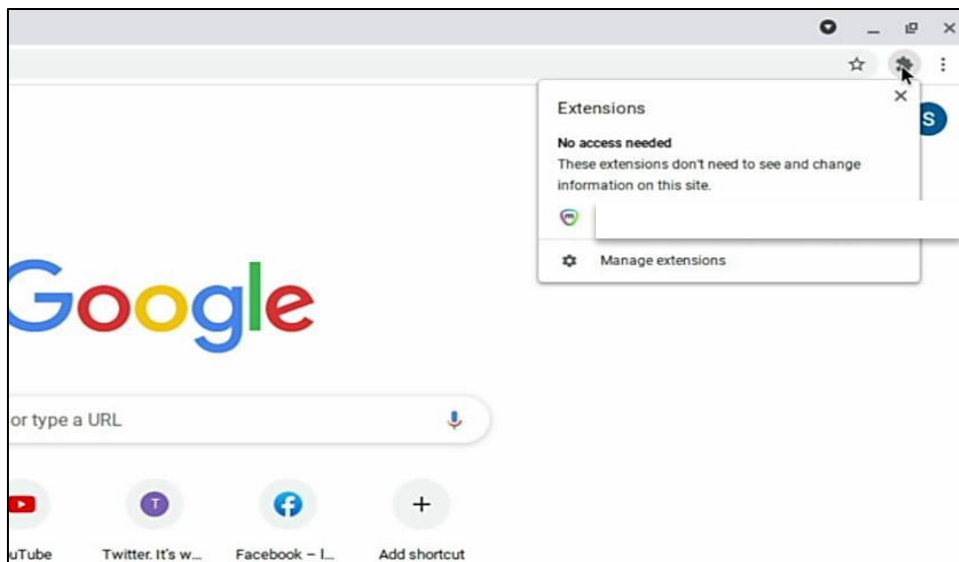 Extensions
S
No access needed
These extensions don't need to see and change
information on this site.
m
Manage extensions
Google
or type a URL
T
uTube
Twitter. It's w...
Facebook – l...
Add shortcut